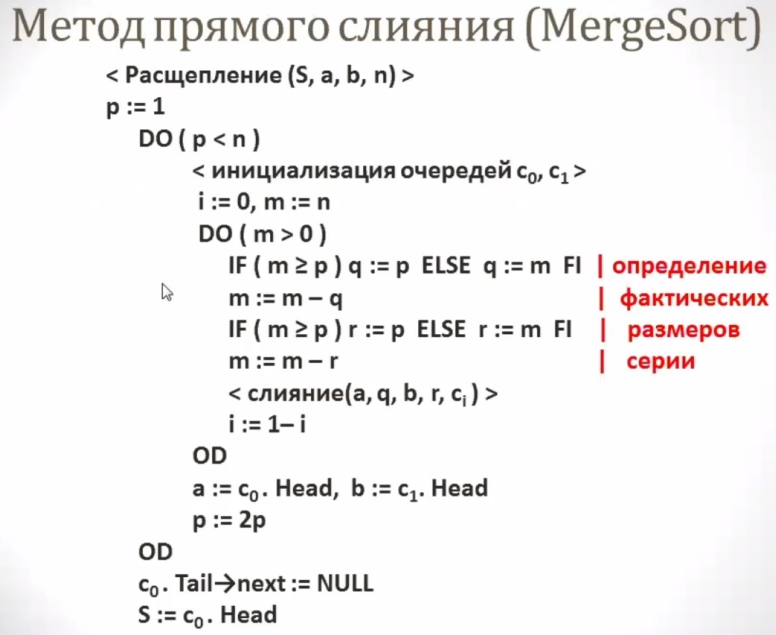 Метод прямого слияния (MergeSort)
< Расщепление (S, a, b, n) >
p := 1
DO ( p < n )
< инициализация очередей c₀, c₁ >
i := 0, m := n
DO ( m > 0 )
IF ( m ≥ p ) q := p ELSE q := m FI | определение
m := m – q | фактических
IF ( m ≥ p ) r := p ELSE r := m FI | размеров
m := m – r | серии
< слияние(a, q, b, r, cᵢ ) >
i := 1– i
OD
a := c₀ . Head, b := c₁. Head
p := 2p
OD
c₀ . Tail→next := NULL
S := c₀ . Head